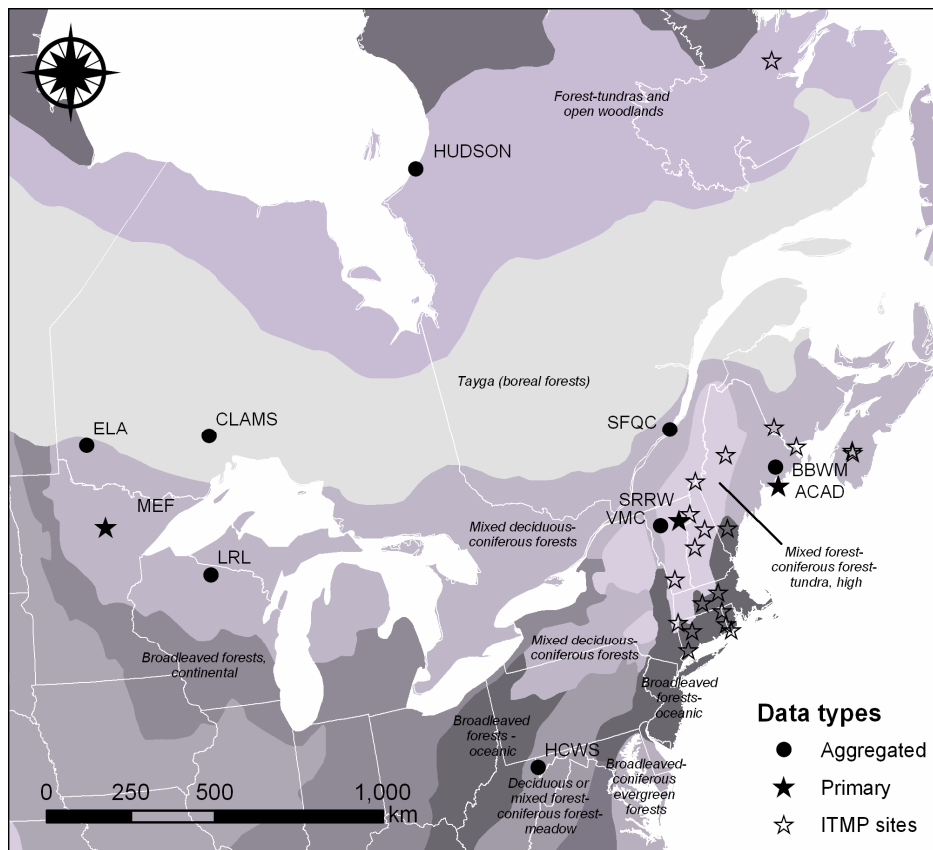 Forest-tundras and
open woodlands
HUDSON
Tayga (boreal forests)
ELA
CLAMS
SFQC
BBWM
ACAD
MEF
SRRW
VMC
Mixed deciduous-
coniferous forests
LRL
Mixed forest-
coniferous forest-
tundra, high
Mixed deciduous-
coniferous forests
Broadleaved forests,
continental
Broadleaved
forests-
oceanic
Broadleaved
forests -
oceanic
HCWS
Broadleaved-
coniferous
evergreen
forests
Deciduous or
mixed forest-
coniferous forest-
meadow
Data types
Aggregated
Primary
ITMP sites
0 250 500 1,000
km